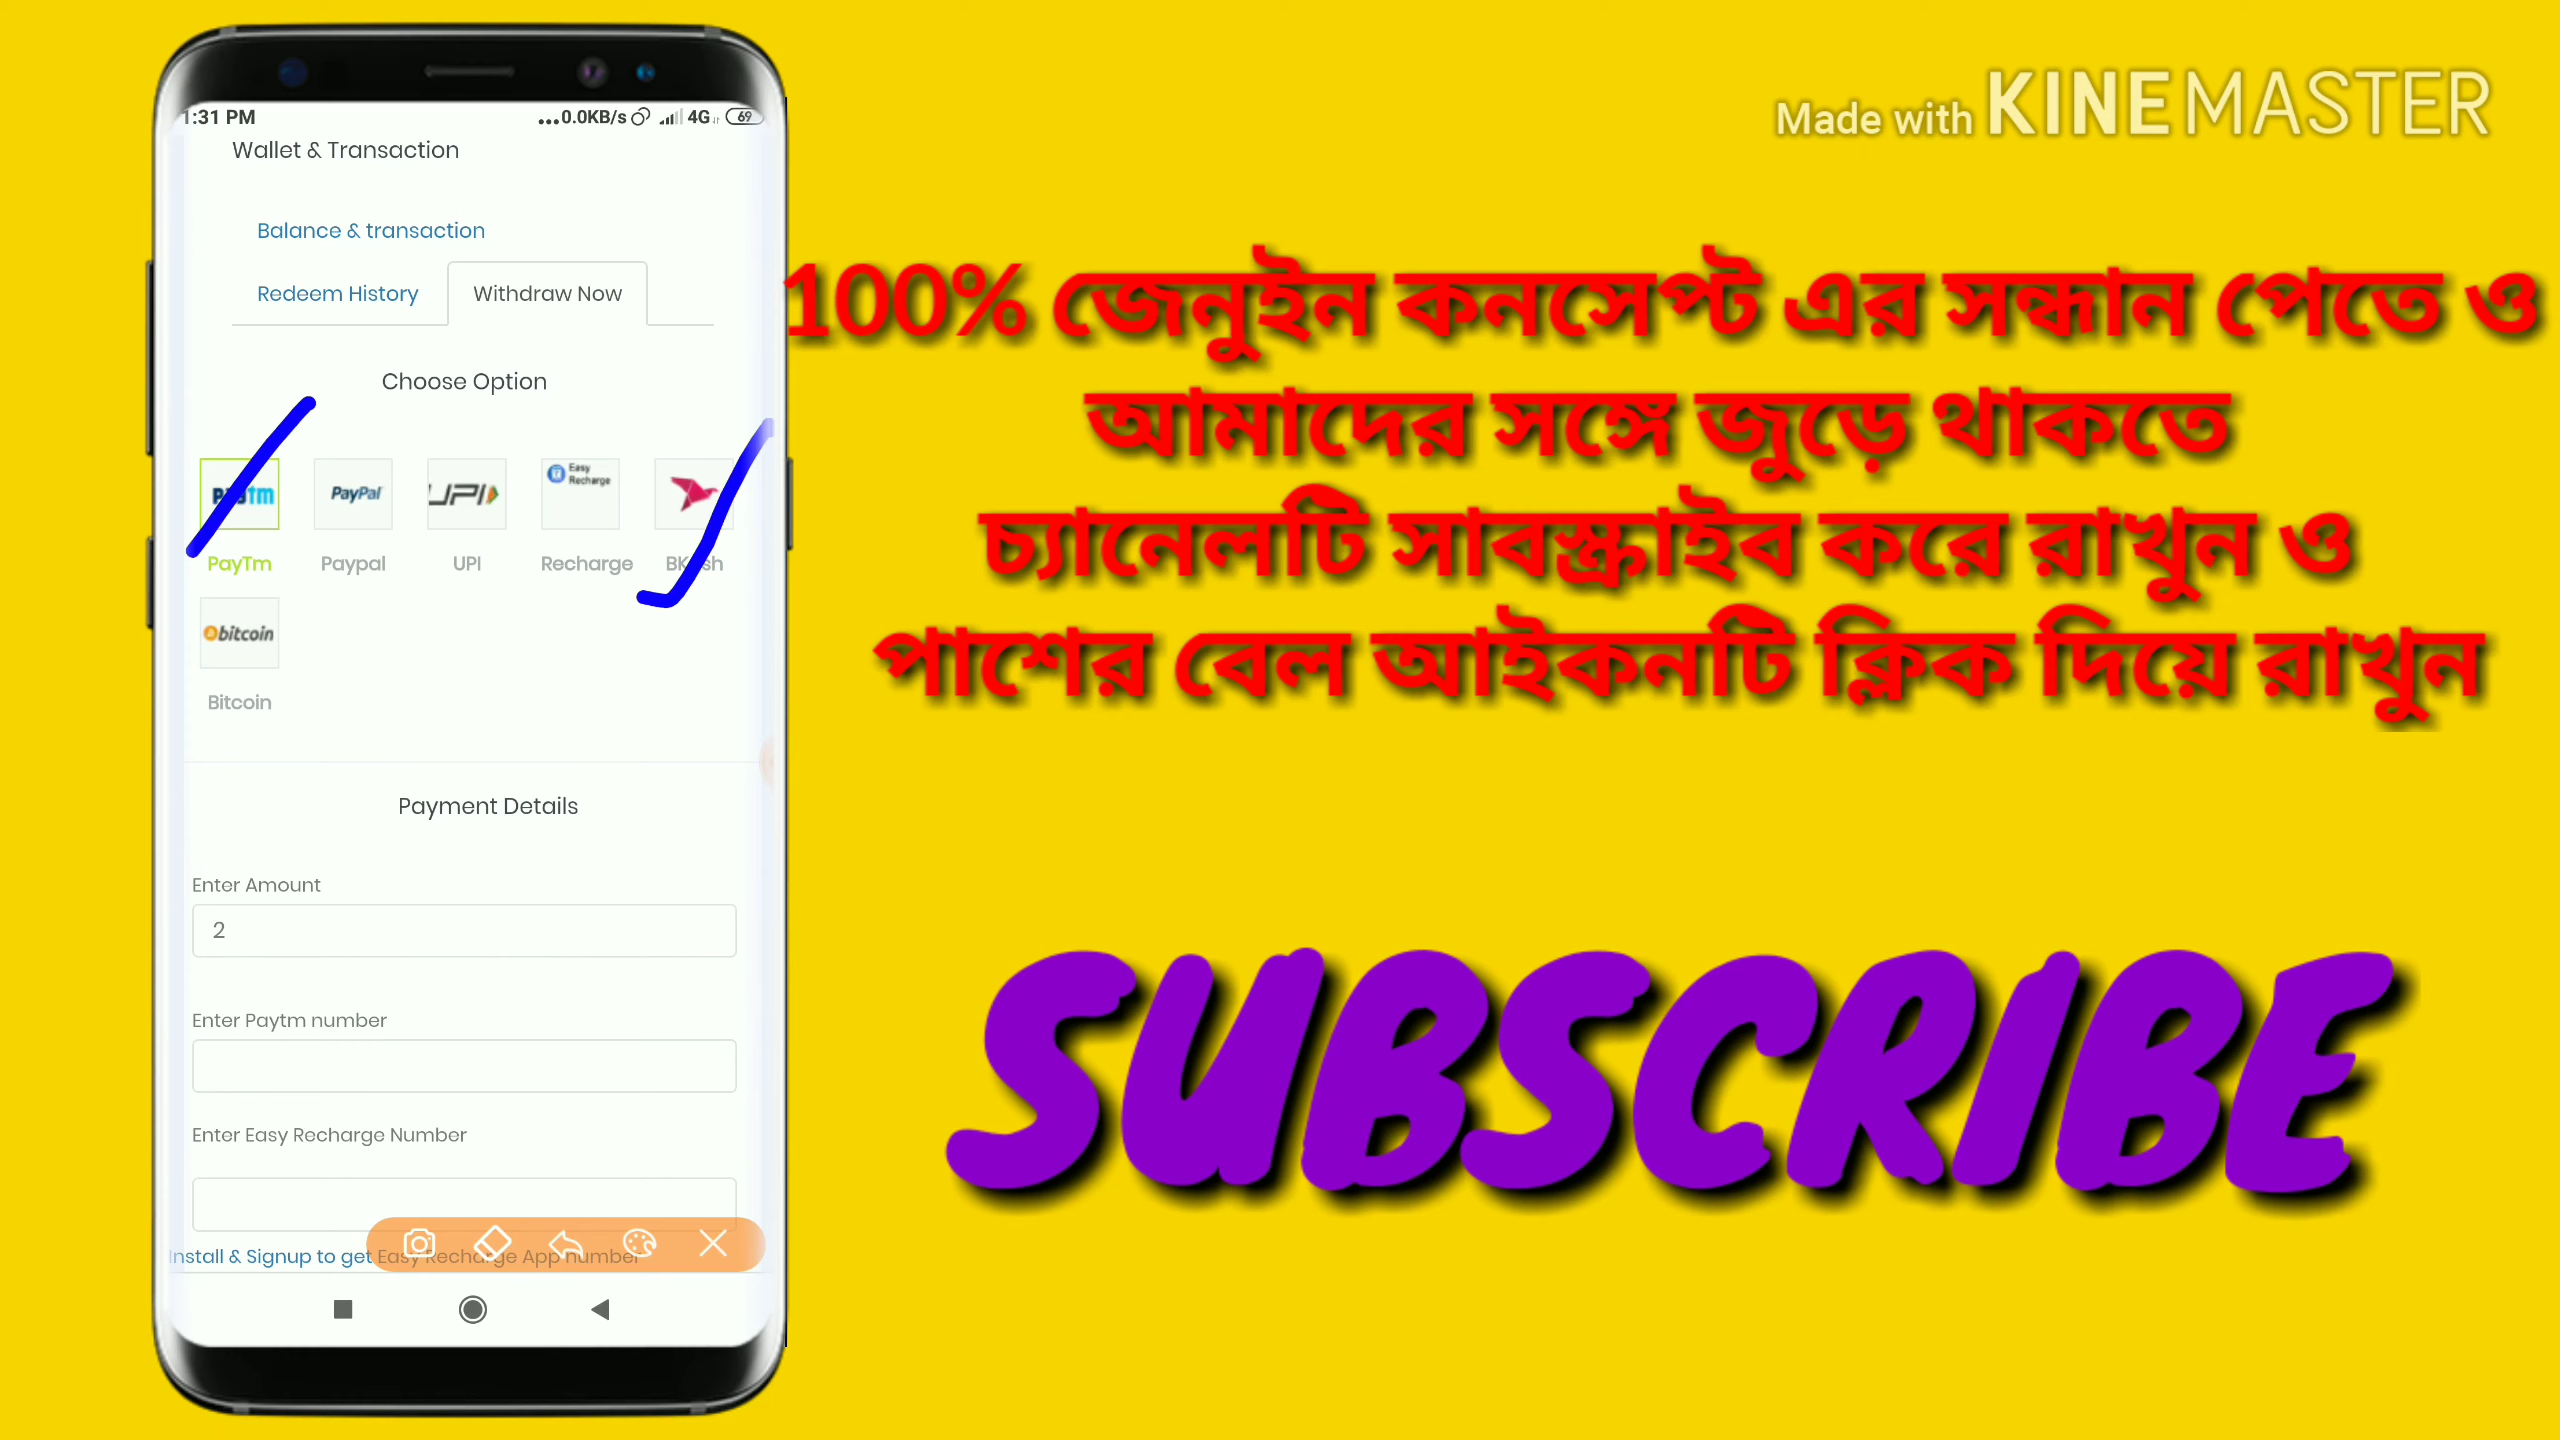 1:31 PM
...0.0KB/s 4G 69
Wallet & Transaction
Balance & transaction
Redeem History
Withdraw Now
Choose Option
PayPal
UPI
Easy Recharge
PayTm
Paypal
UPI
Recharge
bitcoin
Bitcoin
Payment Details
Enter Amount
2
Enter Paytm number
Enter Easy Recharge Number
Install & Signup to get Easy Recharge App number
Made with KINEMASTER
100% জেনুইন কনসেপ্ট এর সন্ধান পেতে ও
আমাদের সঙ্গে জুড়ে থাকতে
চ্যানেলটি সাবস্ক্রাইব করে রাখুন ও
পাশের বেল আইকনটি ক্লিক দিয়ে রাখুন
SUBSCRIBE